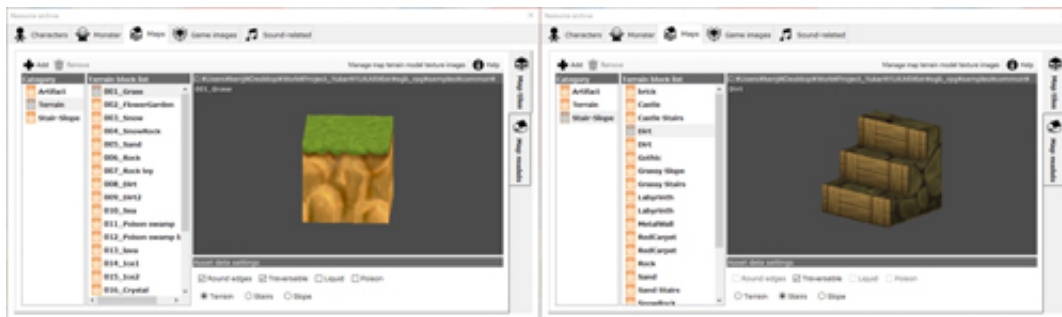 Resource archive
Characters Monster Maps Game images Sound related
Add Remove Manage map terrain model texture images Help
Category Terrain block list
Artifact
Terrain
Stair-Slope
001_Grass
002_FlowerGarden
003_Snow
004_SnowRock
005_Sand
006_Rock
007_Rock Ivy
008_Dirt
009_Dirt2
010_Sea
011_Poison swamp
012_Poison swamp
013_lava
014_Ice1
015_Ice2
016_Crystal
001_Grass
Asset data settings
Round edges Traversable Liquid Poison
Terrain Stairs Slope
Map tiles
Map models
Resource archive
Characters Monster Maps Game images Sound related
Add Remove Manage map terrain model texture images Help
Category Terrain block list
Artifact
Terrain
Stair-Slope
brick
Castle
Castle Stairs
Dirt
Dirt
Gothic
Grassy Slope
Grassy Stairs
Labyrinth
Labyrinth
MetalWall
RedCarpet
RedCarpet
Rock
Sand
Sand Stairs
SnowRock
Dirt
Asset data settings
Round edges Traversable Liquid Poison
Terrain Stairs Slope
Map tiles
Map models